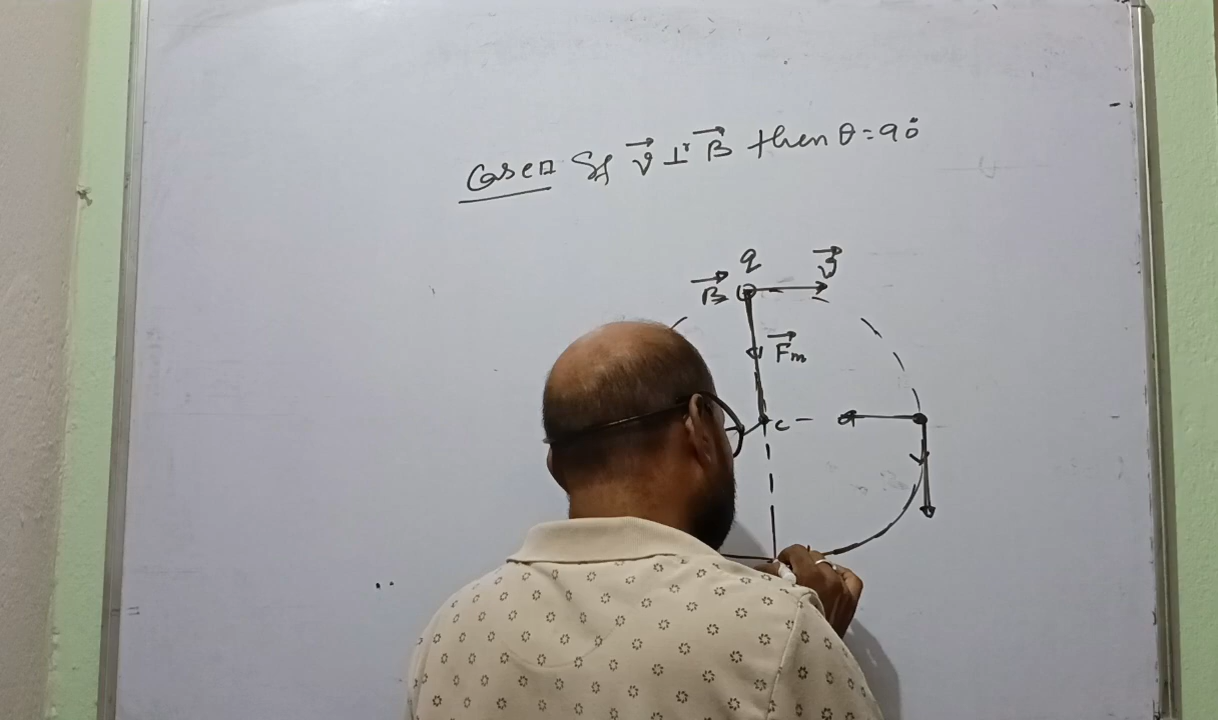 Case II If v⃗ ⊥r B⃗ then θ = 90°
q v⃗
B⃗
F⃗m
c